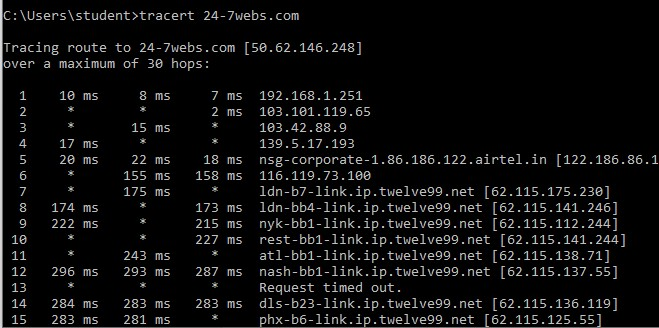 C:\Users\student>tracert 24-7webs.com
Tracing route to 24-7webs.com [50.62.146.248]
over a maximum of 30 hops:
1 10 ms 8 ms 7 ms 192.168.1.251
2 * * 2 ms 103.101.119.65
3 * 15 ms * 103.42.88.9
4 17 ms * * 139.5.17.193
5 20 ms 22 ms 18 ms nsg-corporate-1.86.186.122.airtel.in [122.186.86.1
6 * 155 ms 158 ms 116.119.73.100
7 * 175 ms * ldn-b7-link.ip.twelve99.net [62.115.175.230]
8 174 ms * 173 ms ldn-bb4-link.ip.twelve99.net [62.115.141.246]
9 222 ms * 215 ms nyk-bb1-link.ip.twelve99.net [62.115.112.244]
10 * * 227 ms rest-bb1-link.ip.twelve99.net [62.115.141.244]
11 * 243 ms * atl-bb1-link.ip.twelve99.net [62.115.138.71]
12 296 ms 293 ms 287 ms nash-bb1-link.ip.twelve99.net [62.115.137.55]
13 * * * Request timed out.
14 284 ms 283 ms 283 ms dls-b23-link.ip.twelve99.net [62.115.136.119]
15 283 ms 281 ms * phx-b6-link.ip.twelve99.net [62.115.125.55]